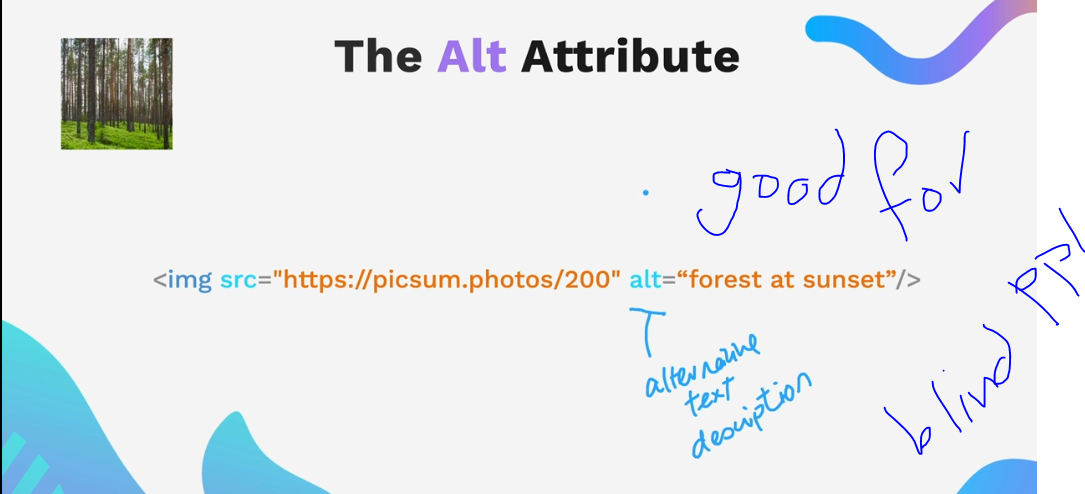 The Alt Attribute
good for
<img src="https://picsum.photos/200" alt=“forest at sunset”/>
blind ppl
alternative
text
description